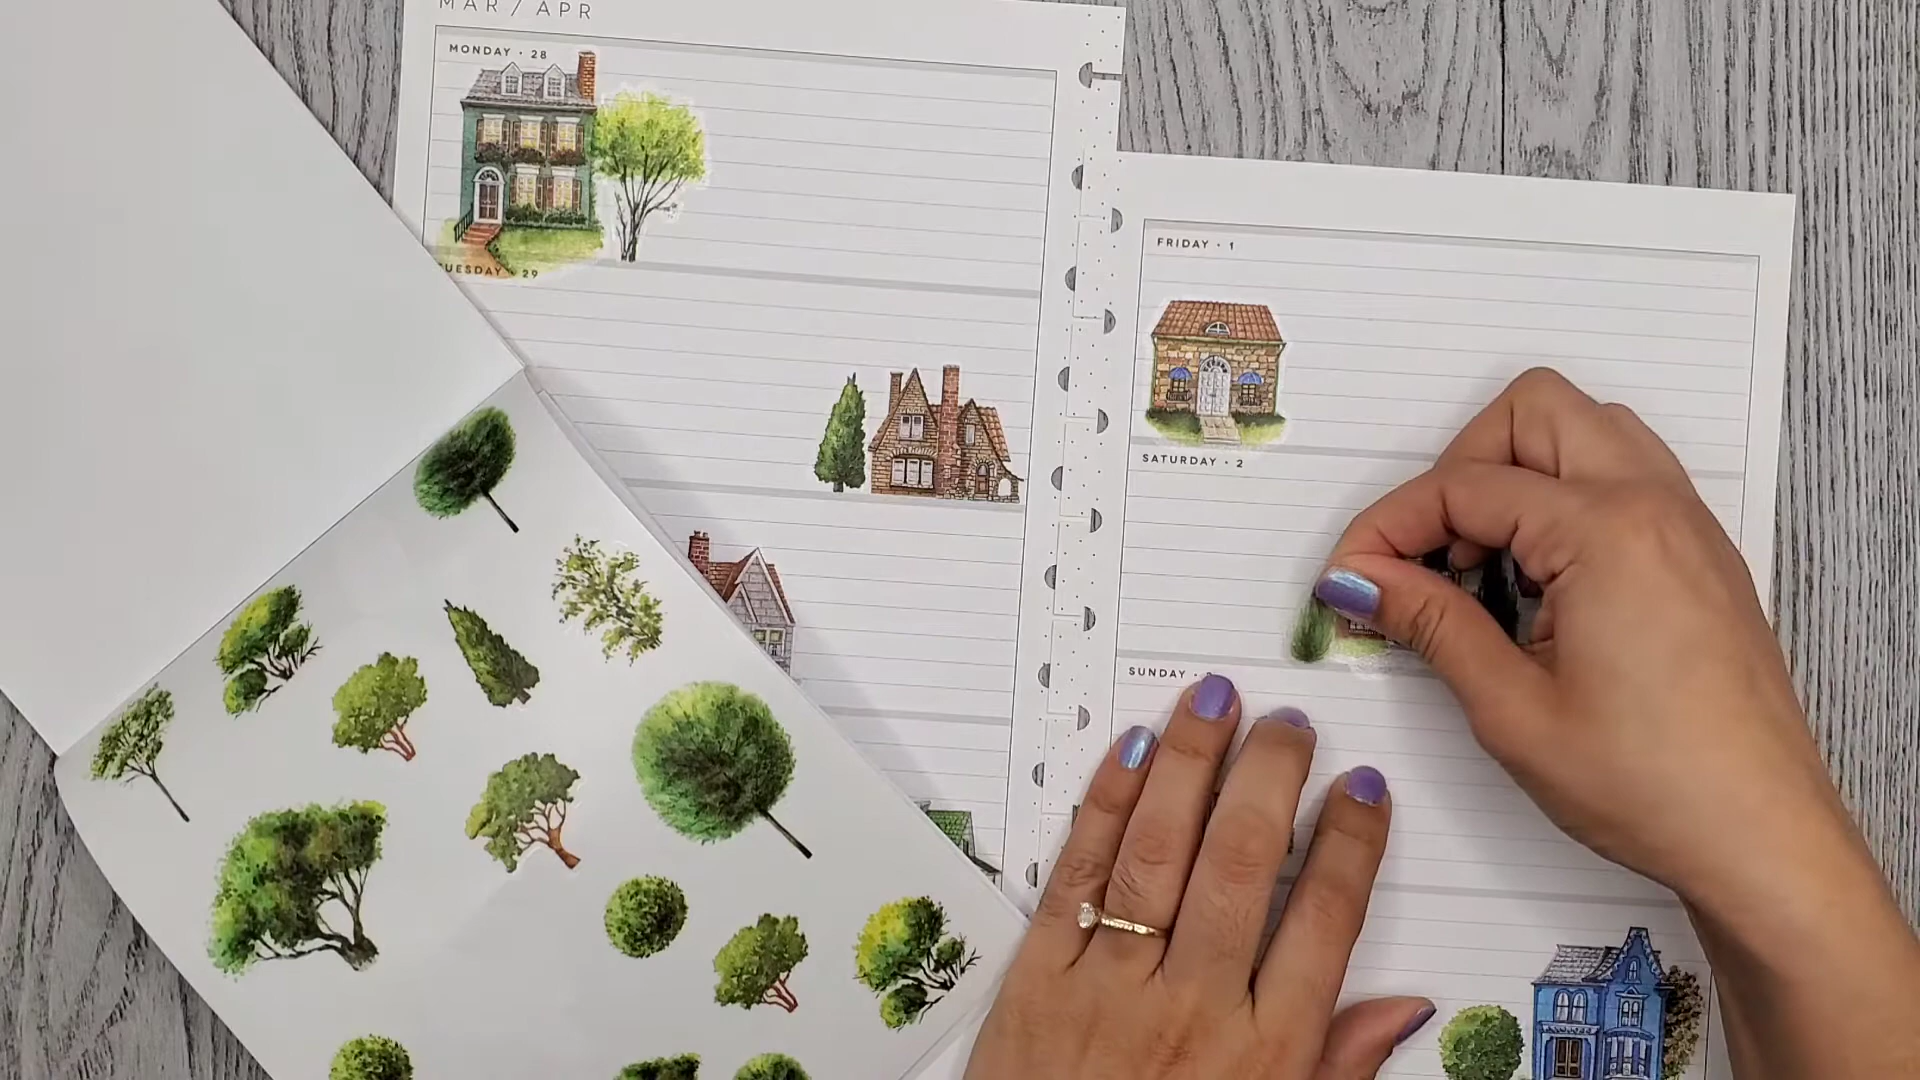 MAR / APR
MONDAY • 28
TUESDAY • 29
FRIDAY • 1
SATURDAY • 2
SUNDAY •